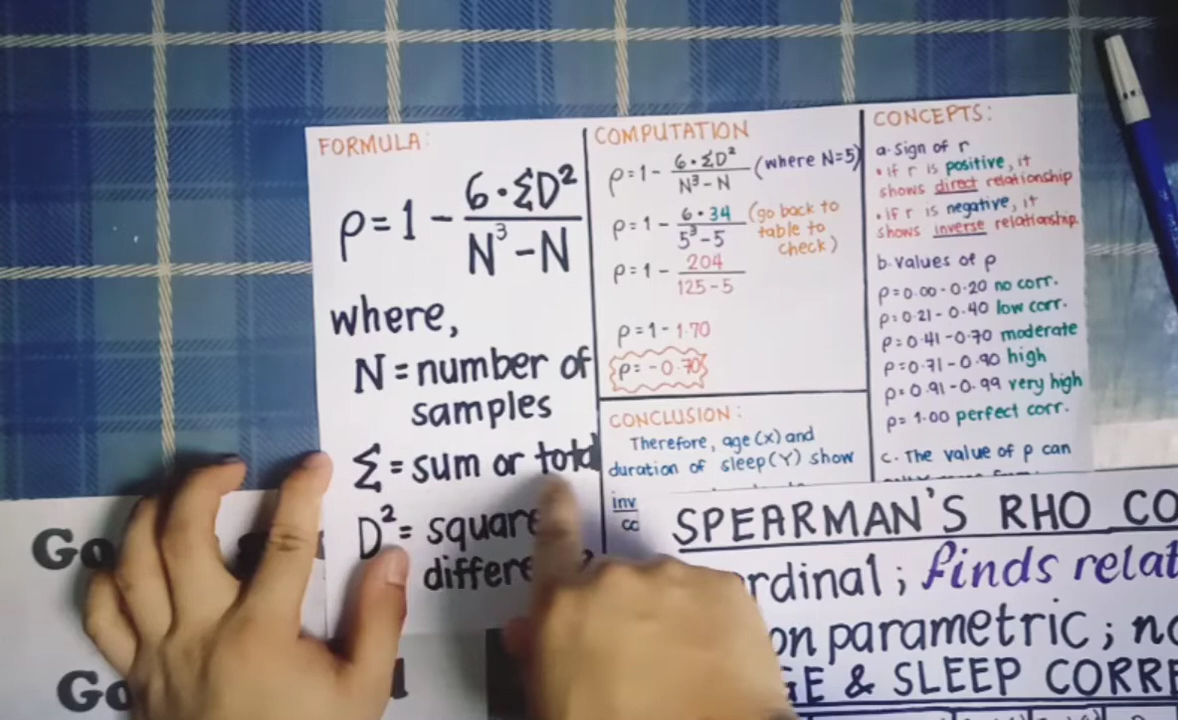 FORMULA:
ρ = 1 - 6·ΣD² / N³ - N
where,
N = number of
samples
Σ = sum or total
D² = square
differe
COMPUTATION
ρ = 1 - 6·ΣD² / N³ - N (where N=5)
ρ = 1 - 6·34 / 5³ - 5 (go back to
table to
check)
ρ = 1 - 204 / 125 - 5
ρ = 1 - 1.70
ρ = -0.70
CONCLUSION:
Therefore, age (x) and
duration of sleep (Y) show
inv
CONCEPTS:
a. sign of r
• if r is positive, it
shows direct relationship
• if r is negative, it
shows inverse relationship.
b. values of ρ
ρ = 0.00 - 0.20 no corr.
ρ = 0.21 - 0.40 low corr.
ρ = 0.41 - 0.70 moderate
ρ = 0.71 - 0.90 high
ρ = 0.91 - 0.99 very high
ρ = 1.00 perfect corr.
c. The value of ρ can
SPEARMAN'S RHO CO
rdinal; finds relat
on parametric; no
GE & SLEEP CORRE
Go
Go